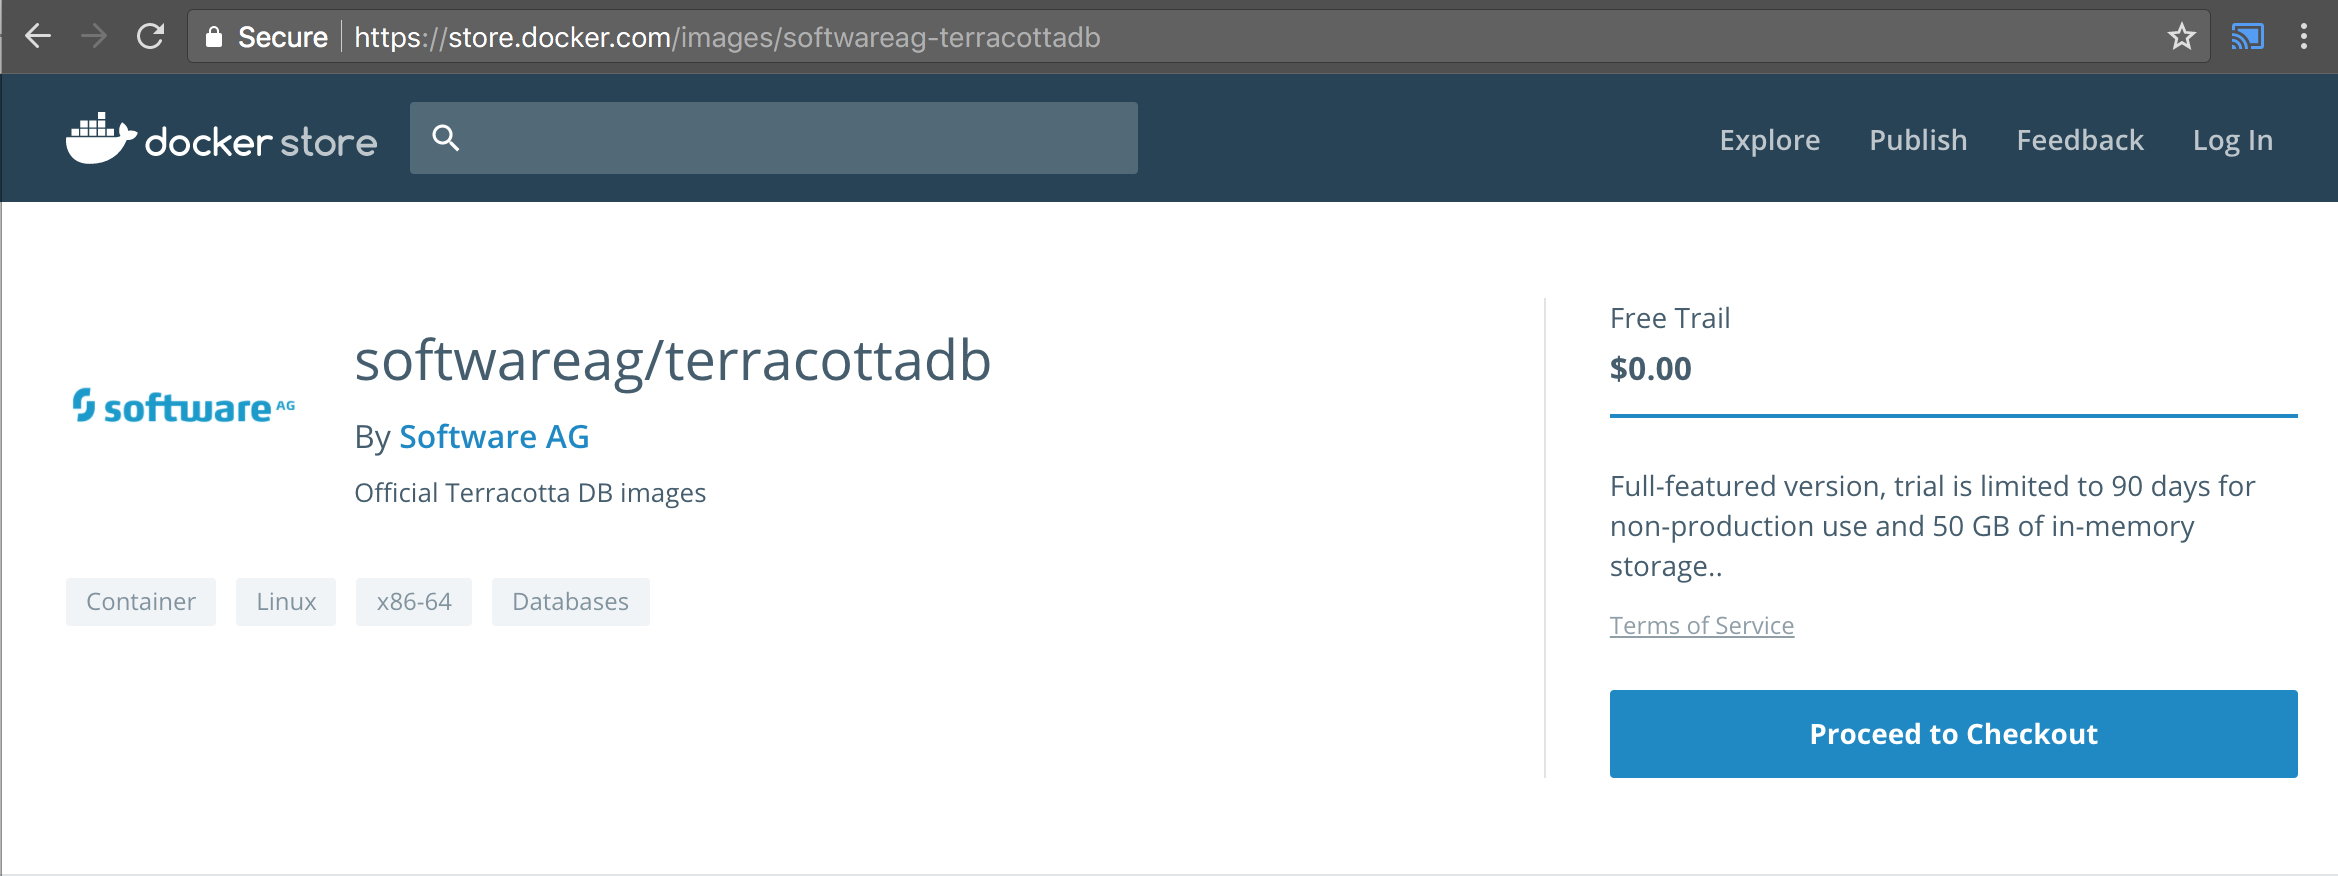 Secure https://store.docker.com/images/softwareag-terracottadb
docker store
Explore Publish Feedback Log In
software AG
softwareag/terracottadb
By Software AG
Official Terracotta DB images
Container Linux x86-64 Databases
Free Trail
$0.00
Full-featured version, trial is limited to 90 days for
non-production use and 50 GB of in-memory
storage..
Terms of Service
Proceed to Checkout